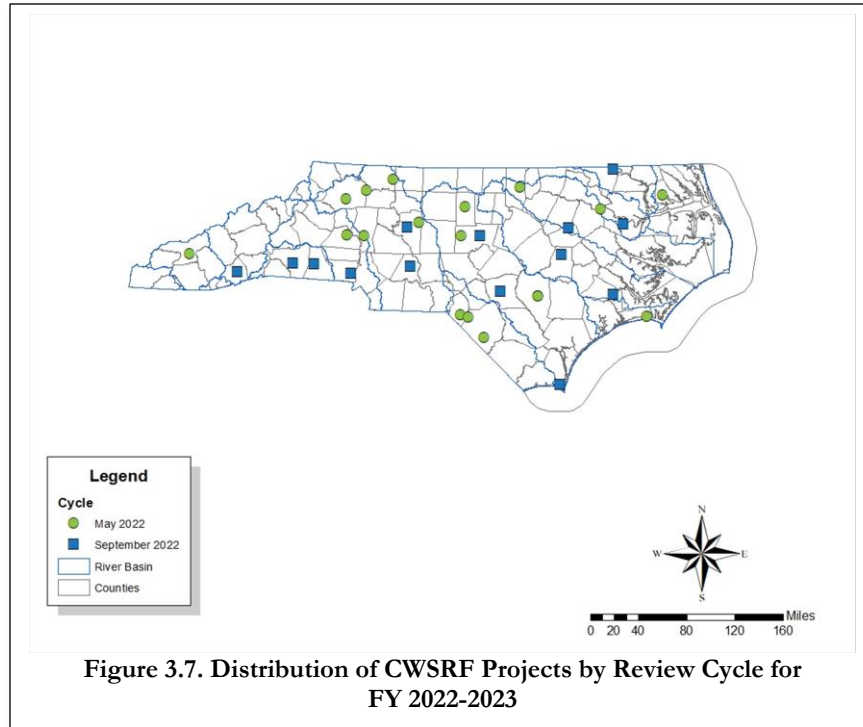 Legend
Cycle
May 2022
September 2022
River Basin
Counties
N
W E
S
Miles
0 10 20 40 80 120 160
Figure 3.7. Distribution of CWSRF Projects by Review Cycle for
FY 2022-2023